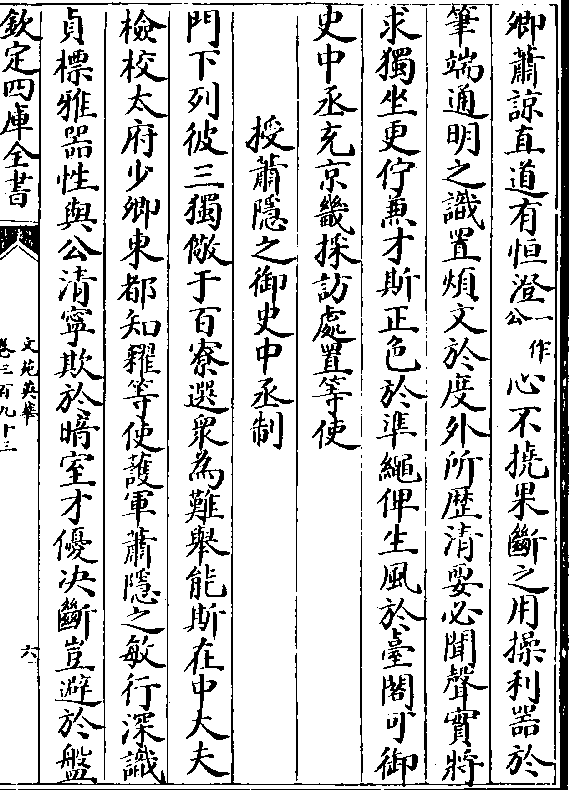 卿蕭諒直道有恒澄一作公心不撓果斷之用操利器於
筆端通明之識置煩文於度外所歷清要必聞聲實將
求獨坐更佇兼才斯正色於準繩俾生風於臺閣可御
史中丞充京畿採訪處置等使
授蕭隱之御史中丞制
門下列彼三獨儆于百寮選衆為難舉能斯在中大夫
檢校太府少卿東都知糴等使護軍蕭隱之敏行深識
貞標雅器性與公清寧欺於暗室才優决斷豈避於盤
欽定四庫全書
文苑英華
卷三百九十三
六